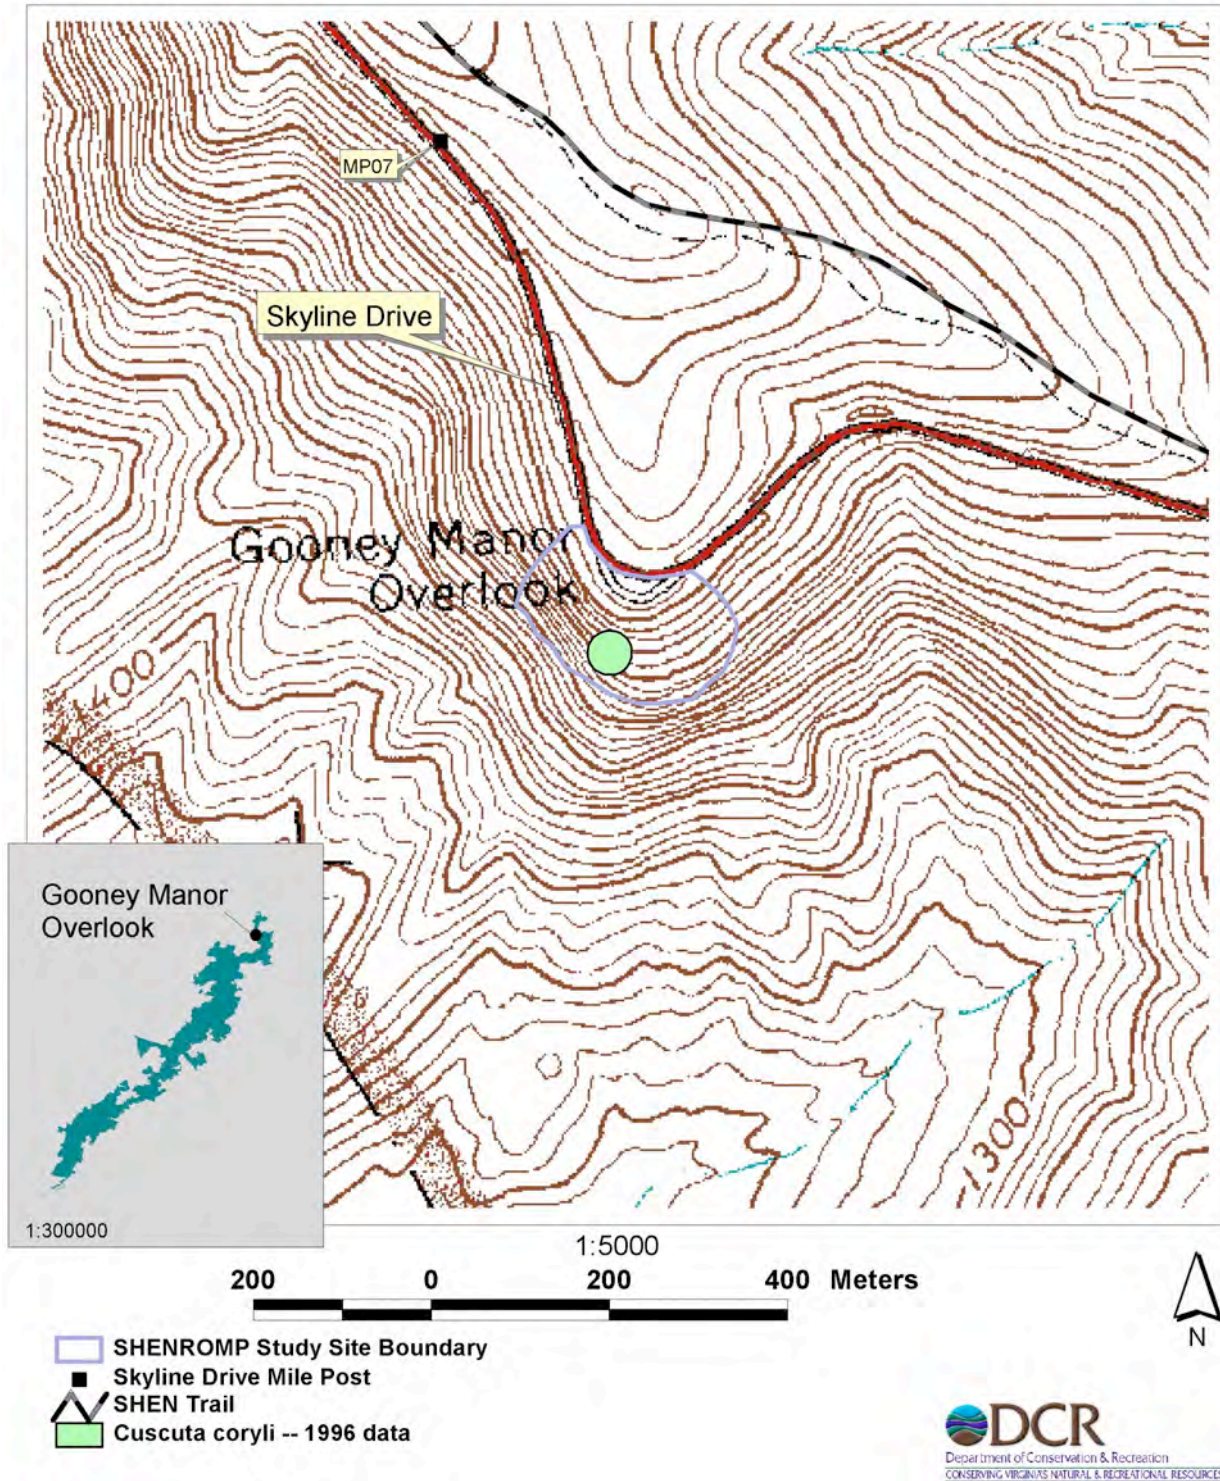 MP07
Skyline Drive
Gooney Manor
Overlook
1300
Gooney Manor
Overlook
1:300000
1:5000
200 0 200 400 Meters
N
SHENROMP Study Site Boundary
Skyline Drive Mile Post
SHEN Trail
Cuscuta coryli -- 1996 data
DCR
Department of Conservation & Recreation
CONSERVING VIRGINIA'S NATURAL & RECREATIONAL RESOURCES